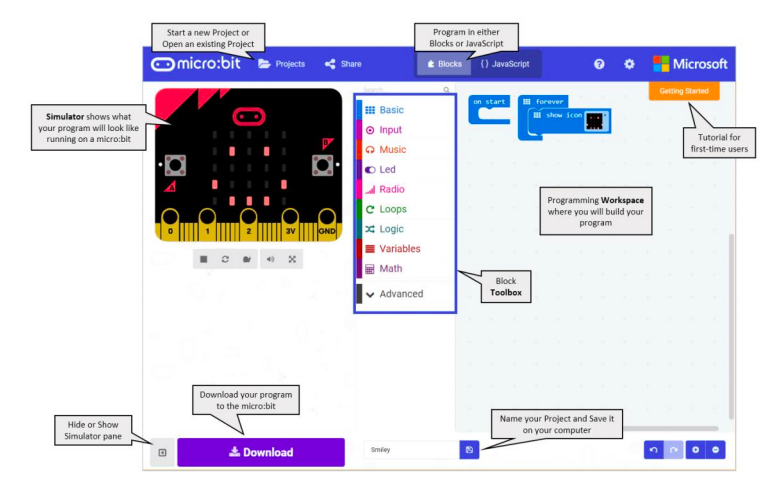 Start a new Project or
Open an existing Project
Program in either
Blocks or JavaScript
micro:bit
Projects
Share
Blocks
{} JavaScript
Microsoft
Search...
Getting Started
Simulator shows what
your program will look like
running on a micro:bit
Basic
Input
Music
Led
Radio
Loops
Logic
Variables
Math
Advanced
on start
forever
show icon
Tutorial for
first-time users
Programming Workspace
where you will build your
program
B
A
0 1 2 3V GND
Block
Toolbox
Download your program
to the micro:bit
Hide or Show
Simulator pane
Name your Project and Save it
on your computer
Download
Smiley